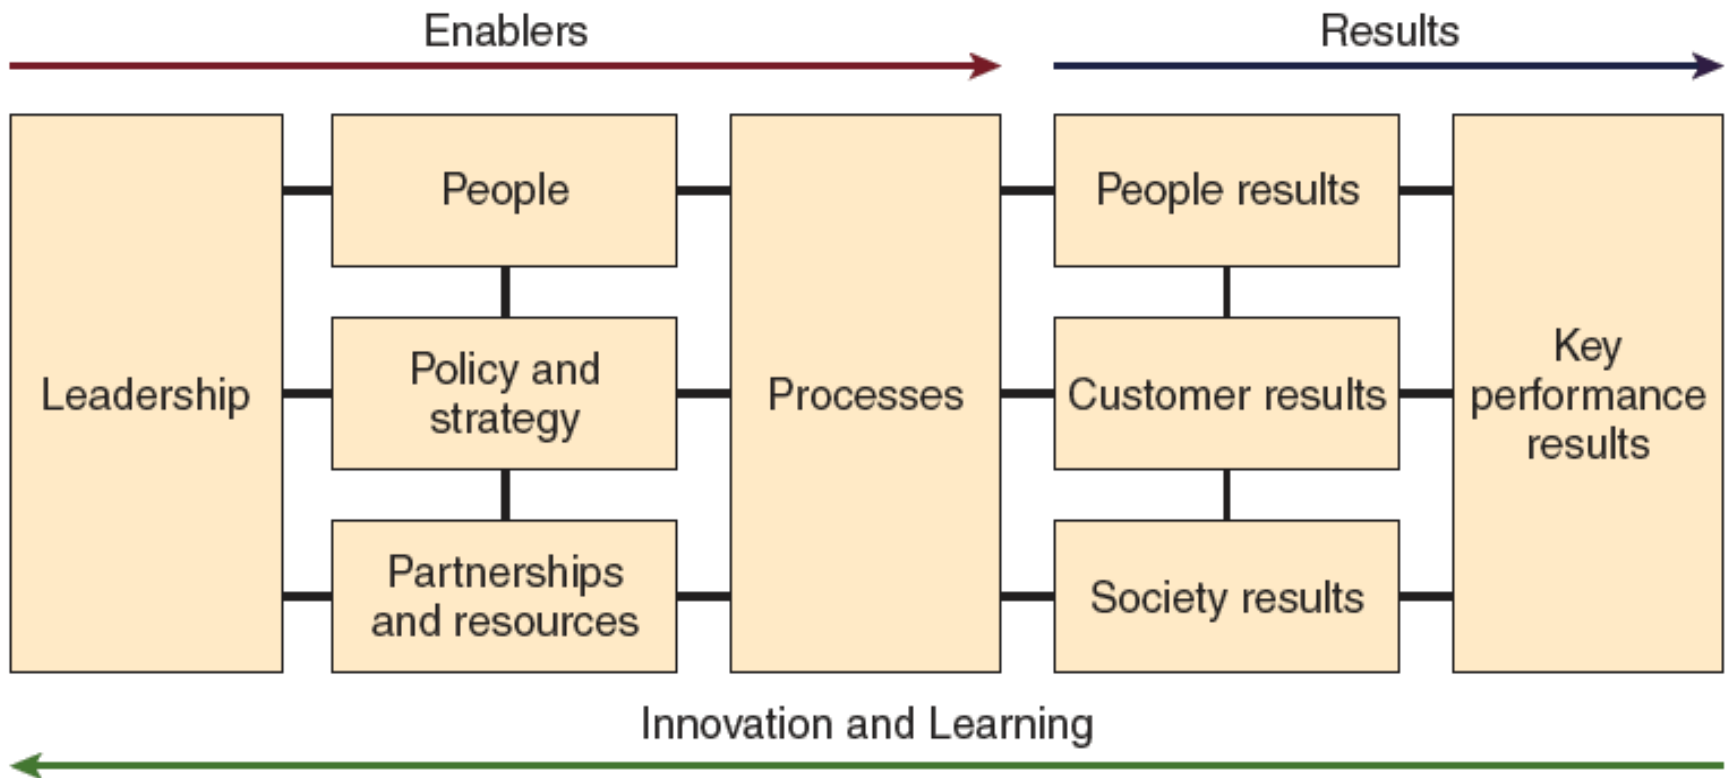 Enablers
Results
Leadership
People
Policy and
strategy
Partnerships
and resources
Processes
People results
Customer results
Society results
Key
performance
results
Innovation and Learning